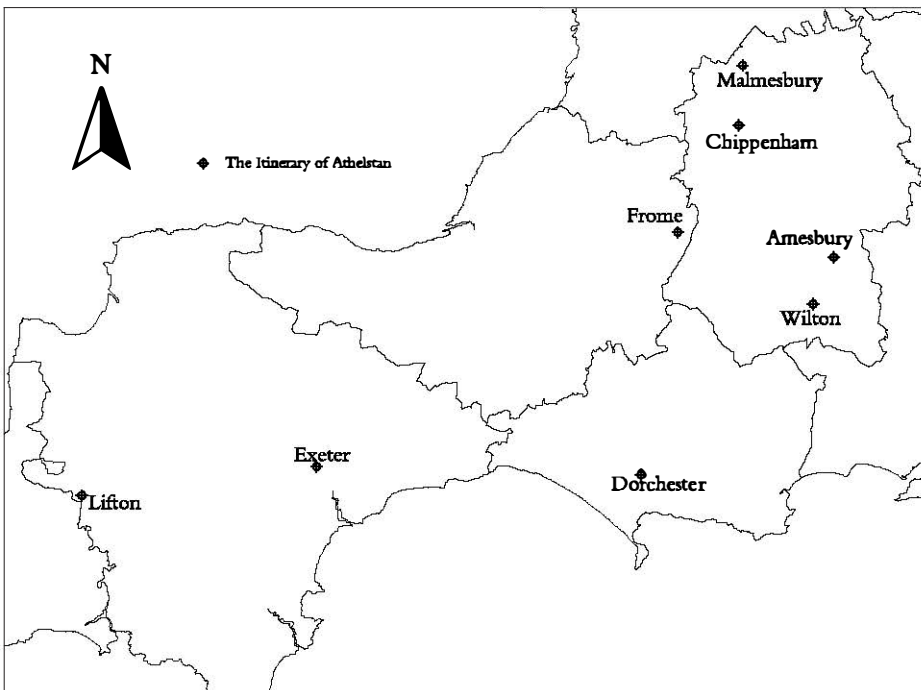 N
Malmesbury
Chippenham
The Itinerary of Athelstan
Frome
Amesbury
Wilton
Exeter
Dorchester
Lifton